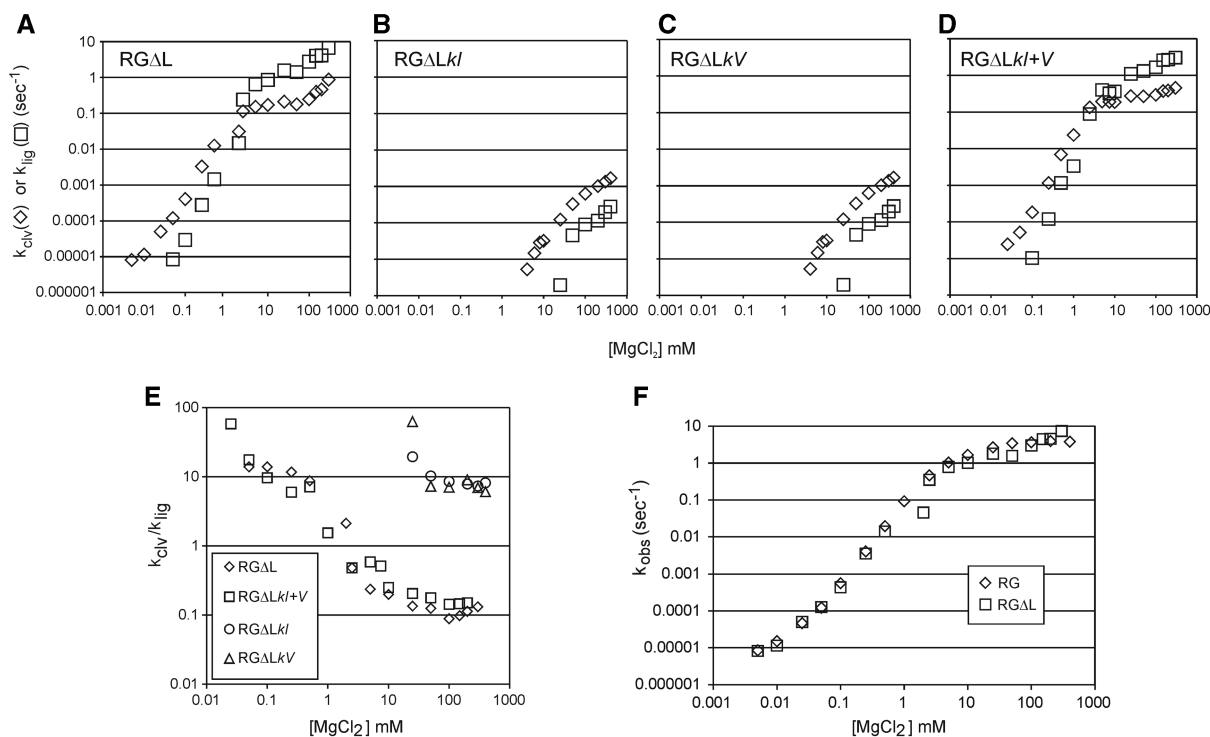 A
B
C
D
RGΔL
RGΔLkI
RGΔLkV
RGΔLkI+V
kclv(◇) or klig(□) (sec-1)
10
1
0.1
0.01
0.001
0.0001
0.00001
0.000001
0.001 0.01 0.1 1 10 100 1000
0.001 0.01 0.1 1 10 100 1000
0.001 0.01 0.1 1 10 100 1000
0.001 0.01 0.1 1 10 100 1000
[MgCl2] mM
E
kclv/klig
100
10
1
0.1
0.01
◇ RGΔL
□ RGΔLkI+V
○ RGΔLkI
△ RGΔLkV
0.01 0.1 1 10 100 1000
[MgCl2] mM
F
kobs (sec-1)
10
1
0.1
0.01
0.001
0.0001
0.00001
0.000001
◇ RG
□ RGΔL
0.001 0.01 0.1 1 10 100 1000
[MgCl2] mM